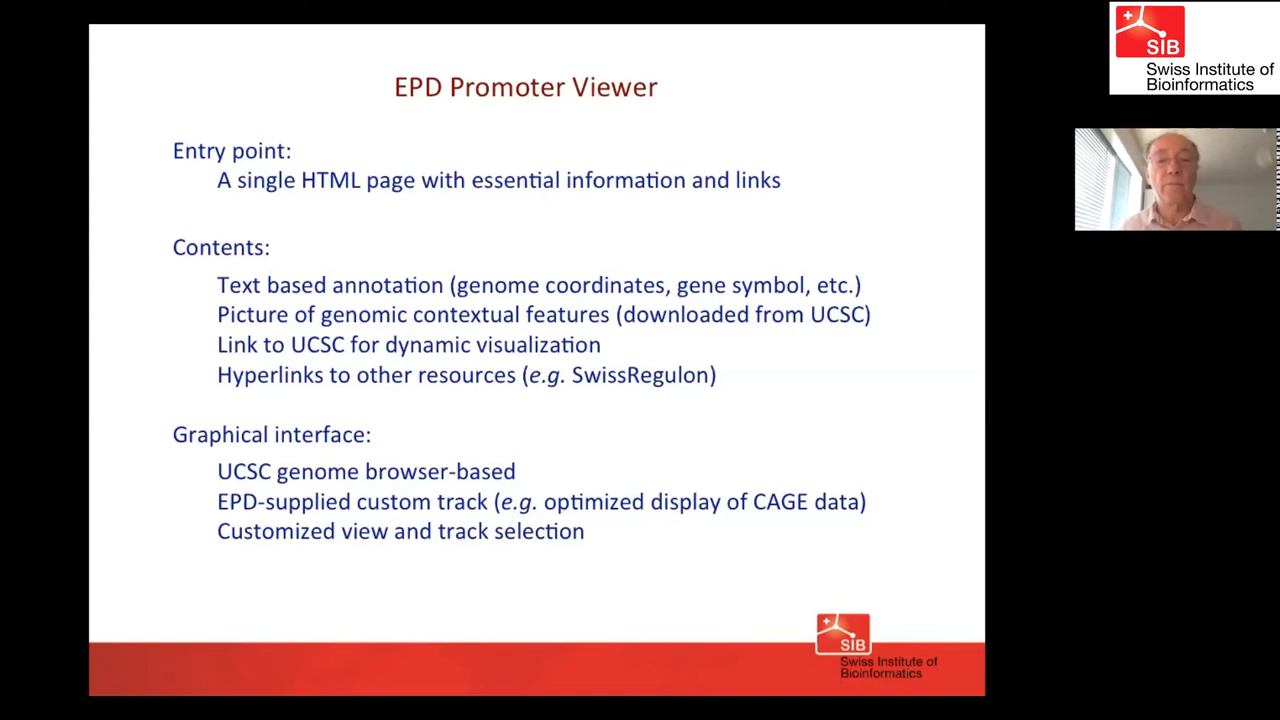 EPD Promoter Viewer
Entry point:
A single HTML page with essential information and links
Contents:
Text based annotation (genome coordinates, gene symbol, etc.)
Picture of genomic contextual features (downloaded from UCSC)
Link to UCSC for dynamic visualization
Hyperlinks to other resources (e.g. SwissRegulon)
Graphical interface:
UCSC genome browser-based
EPD-supplied custom track (e.g. optimized display of CAGE data)
Customized view and track selection
SIB
Swiss Institute of
Bioinformatics
SIB
Swiss Institute of
Bioinformatics